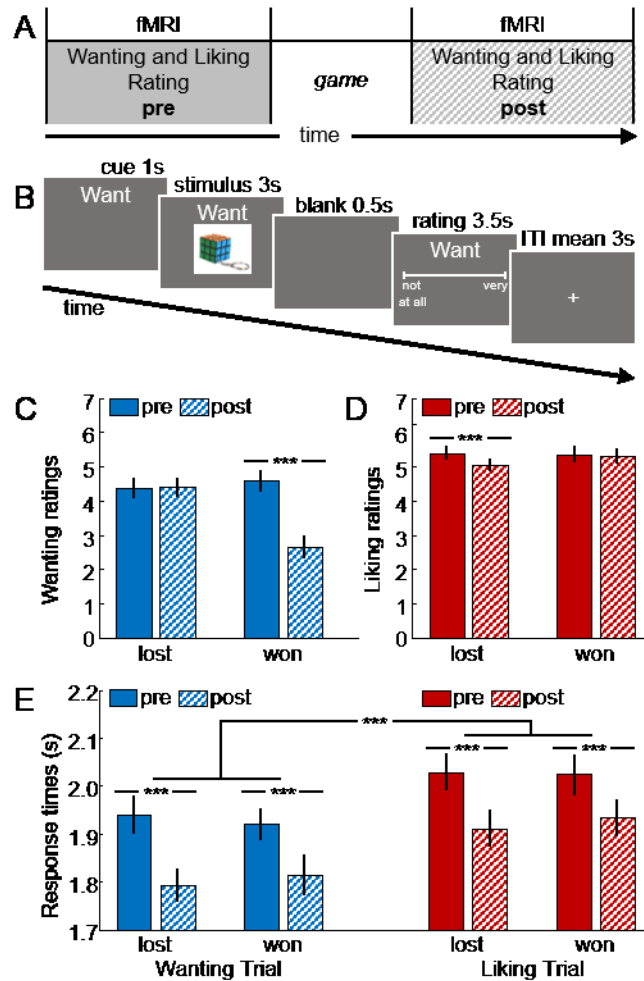 A
fMRI
fMRI
Wanting and Liking
Rating
pre
game
Wanting and Liking
Rating
post
time
B
cue 1s
Want
stimulus 3s
Want
blank 0.5s
rating 3.5s
Want
not
at all
very
ITI mean 3s
+
time
C
pre post
Wanting ratings
7
6
5
4
3
2
1
0
***
lost won
D
pre post
Liking ratings
7
6
5
4
3
2
1
0
***
lost won
E
pre post
pre post
Response times (s)
2.2
2.1
2.0
1.9
1.8
1.7
***
*** ***
*** ***
lost won
lost won
Wanting Trial
Liking Trial